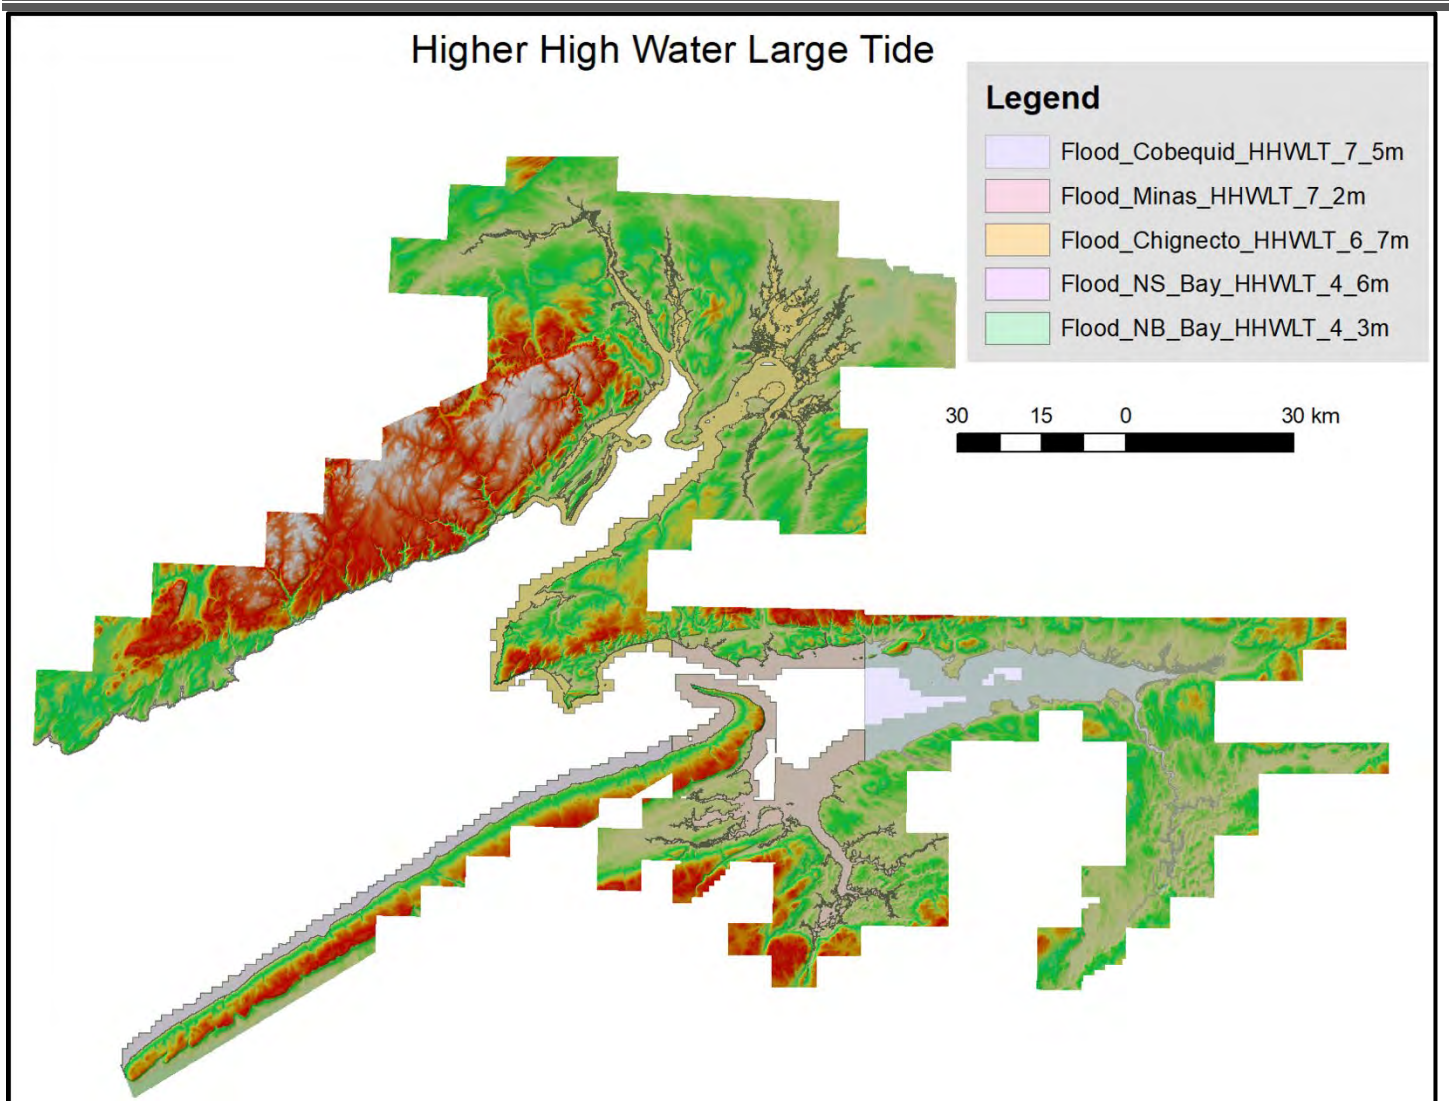 Higher High Water Large Tide
Legend
Flood_Cobequid_HHWLT_7_5m
Flood_Minas_HHWLT_7_2m
Flood_Chignecto_HHWLT_6_7m
Flood_NS_Bay_HHWLT_4_6m
Flood_NB_Bay_HHWLT_4_3m
30 15 0 30 km